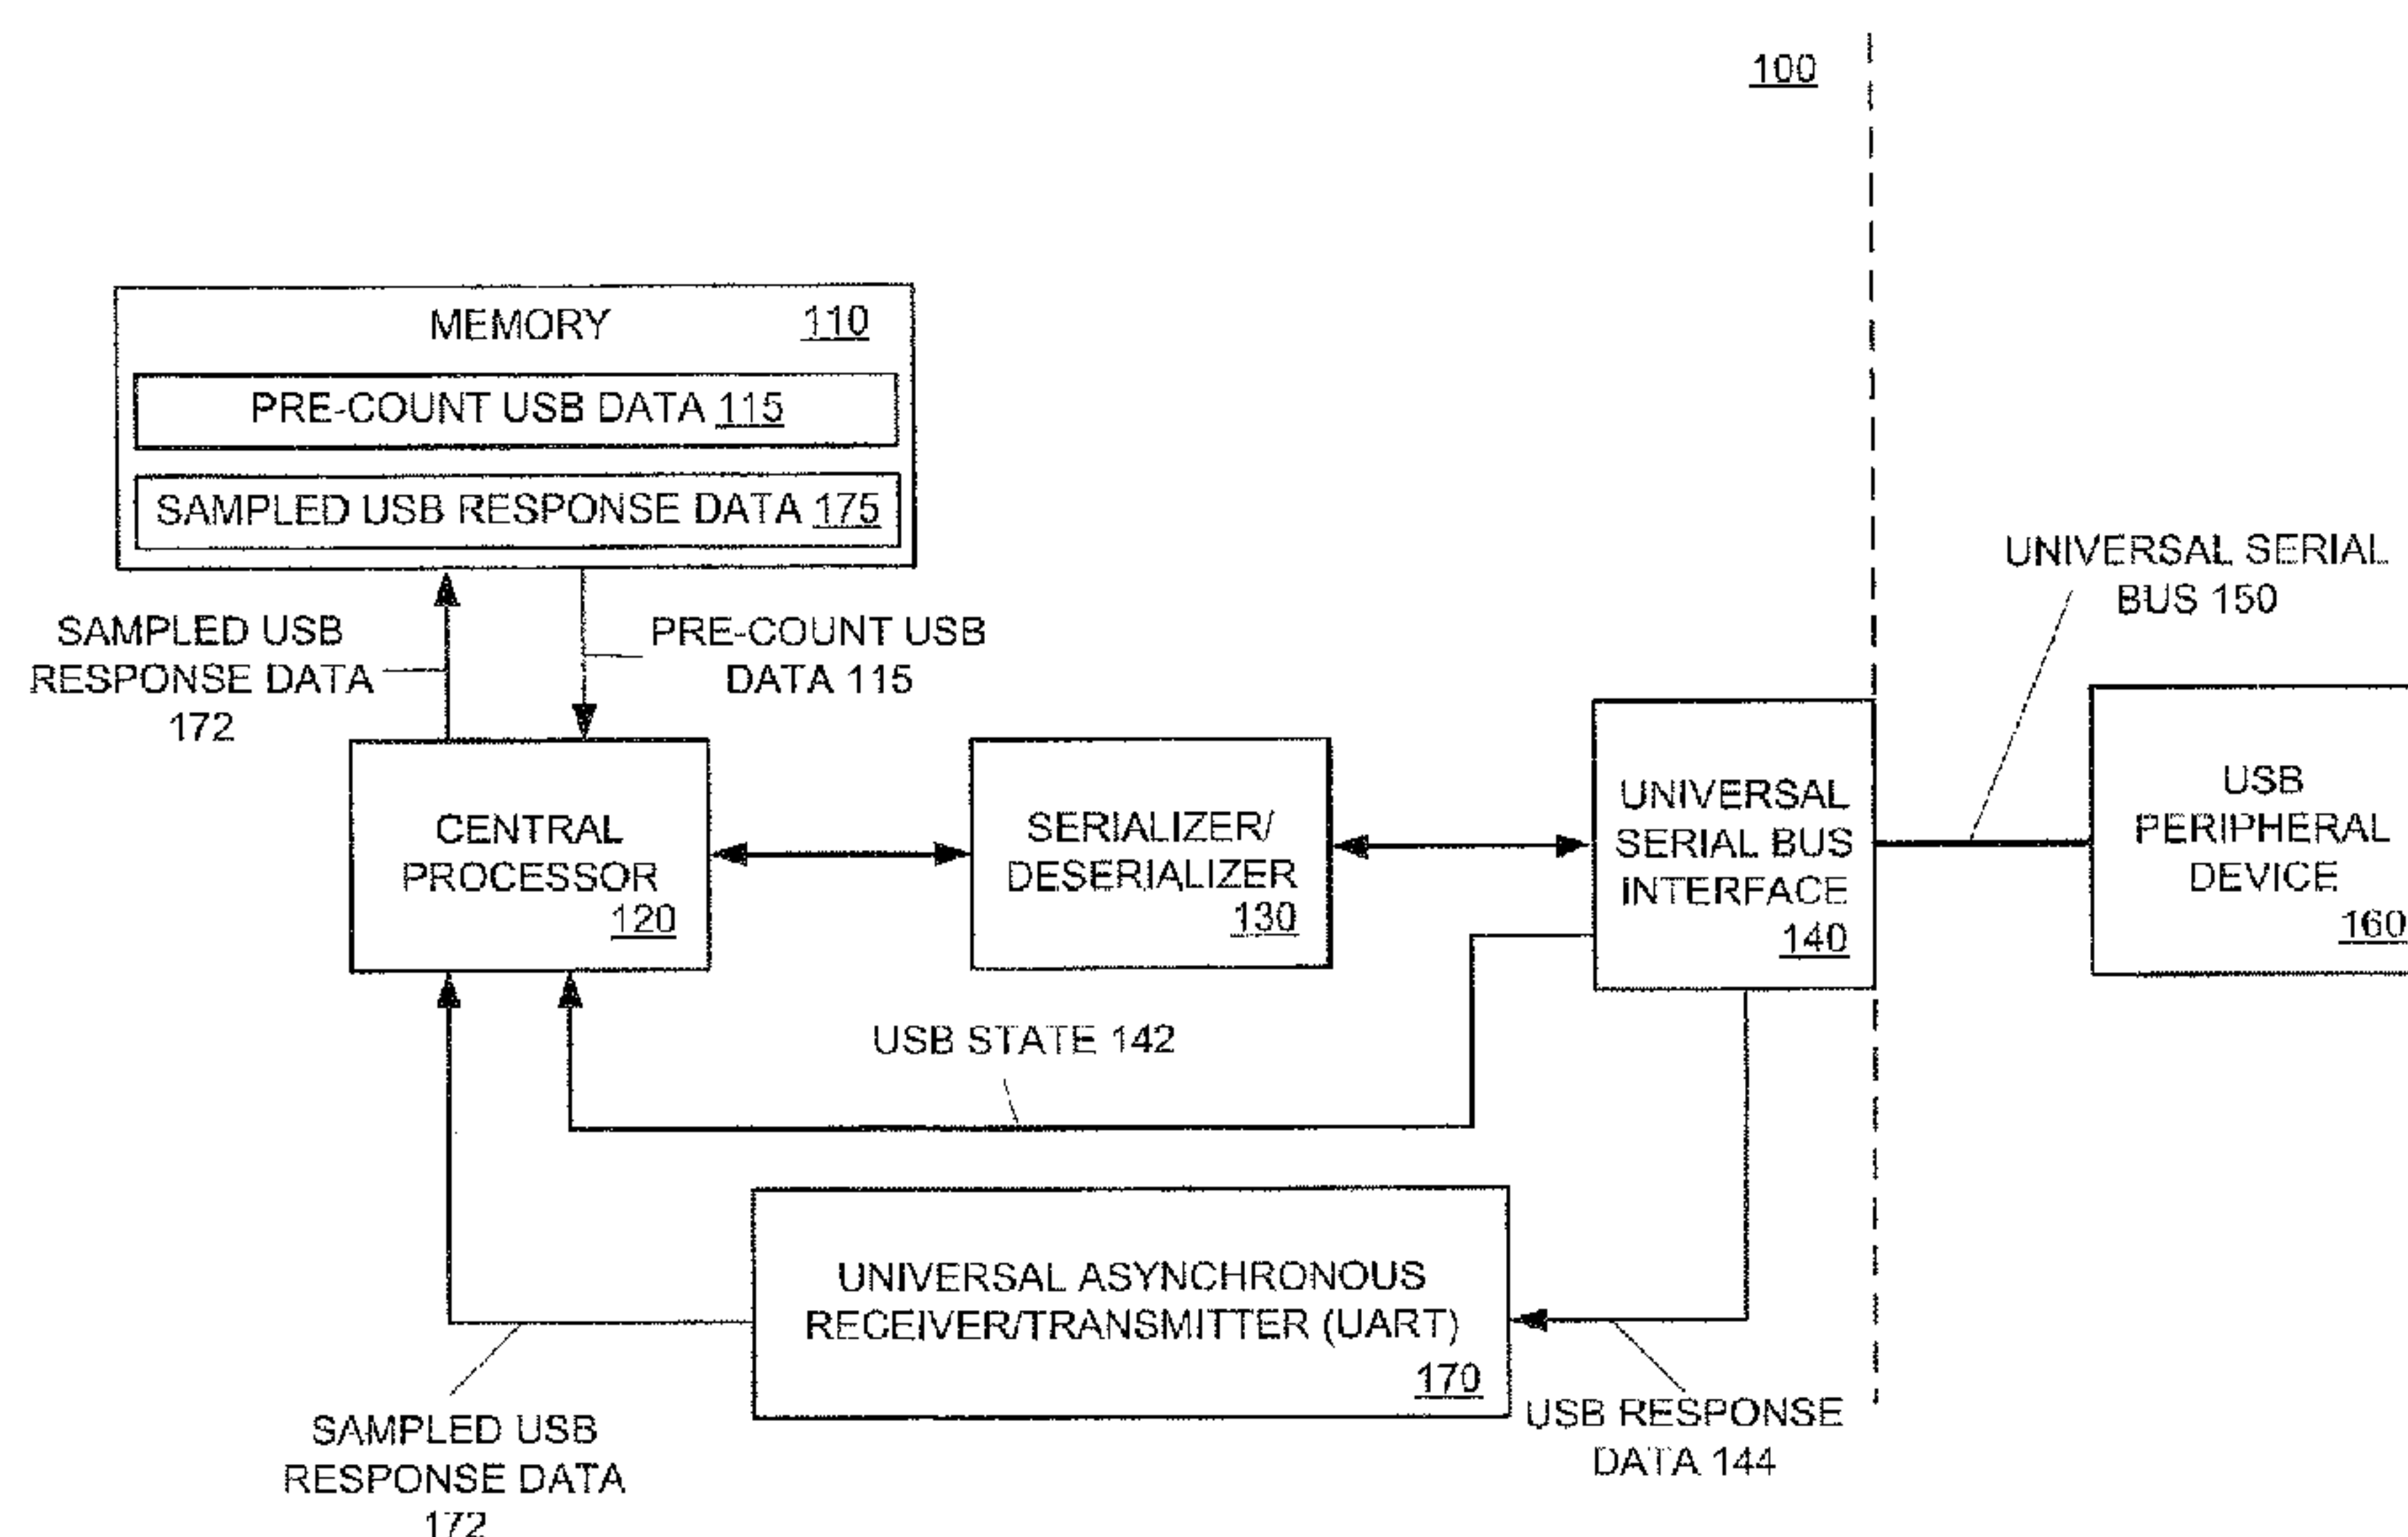 100
MEMORY 110
PRE-COUNT USB DATA 115
SAMPLED USB RESPONSE DATA 175
SAMPLED USB
RESPONSE DATA
172
PRE-COUNT USB
DATA 115
UNIVERSAL SERIAL
BUS 150
CENTRAL
PROCESSOR
120
SERIALIZER/
DESERIALIZER
130
UNIVERSAL
SERIAL BUS
INTERFACE
140
USB
PERIPHERAL
DEVICE
160
USB STATE 142
UNIVERSAL ASYNCHRONOUS
RECEIVER/TRANSMITTER (UART)
170
SAMPLED USB
RESPONSE DATA
172
USB RESPONSE
DATA 144